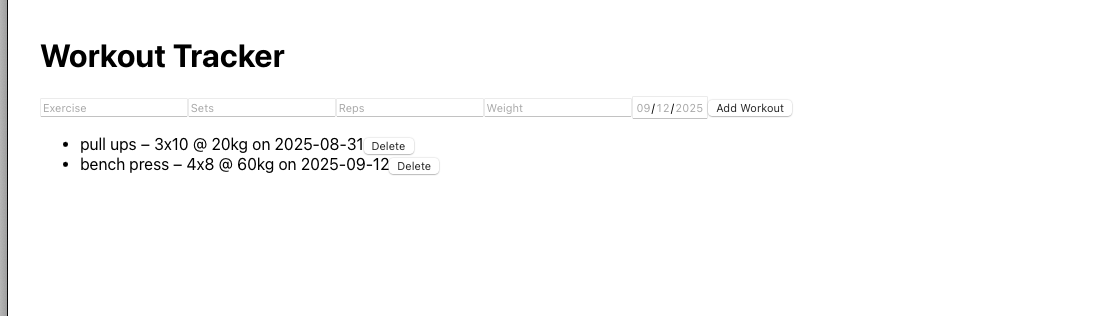 Workout Tracker
Exercise Sets Reps Weight 09/12/2025 Add Workout
• pull ups – 3x10 @ 20kg on 2025-08-31 Delete
• bench press – 4x8 @ 60kg on 2025-09-12 Delete